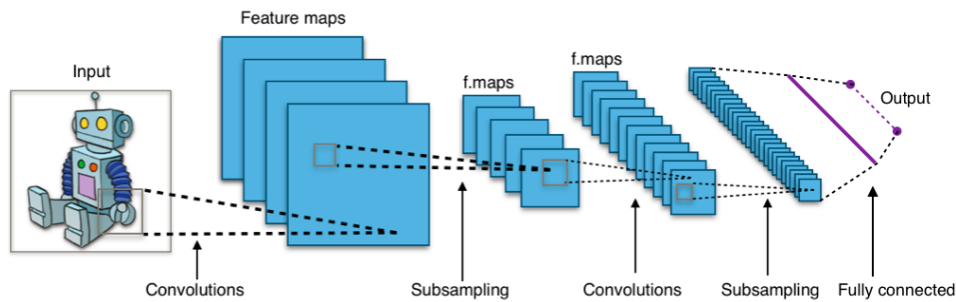 Feature maps
Input
f.maps
f.maps
Output
Convolutions
Subsampling
Convolutions
Subsampling
Fully connected